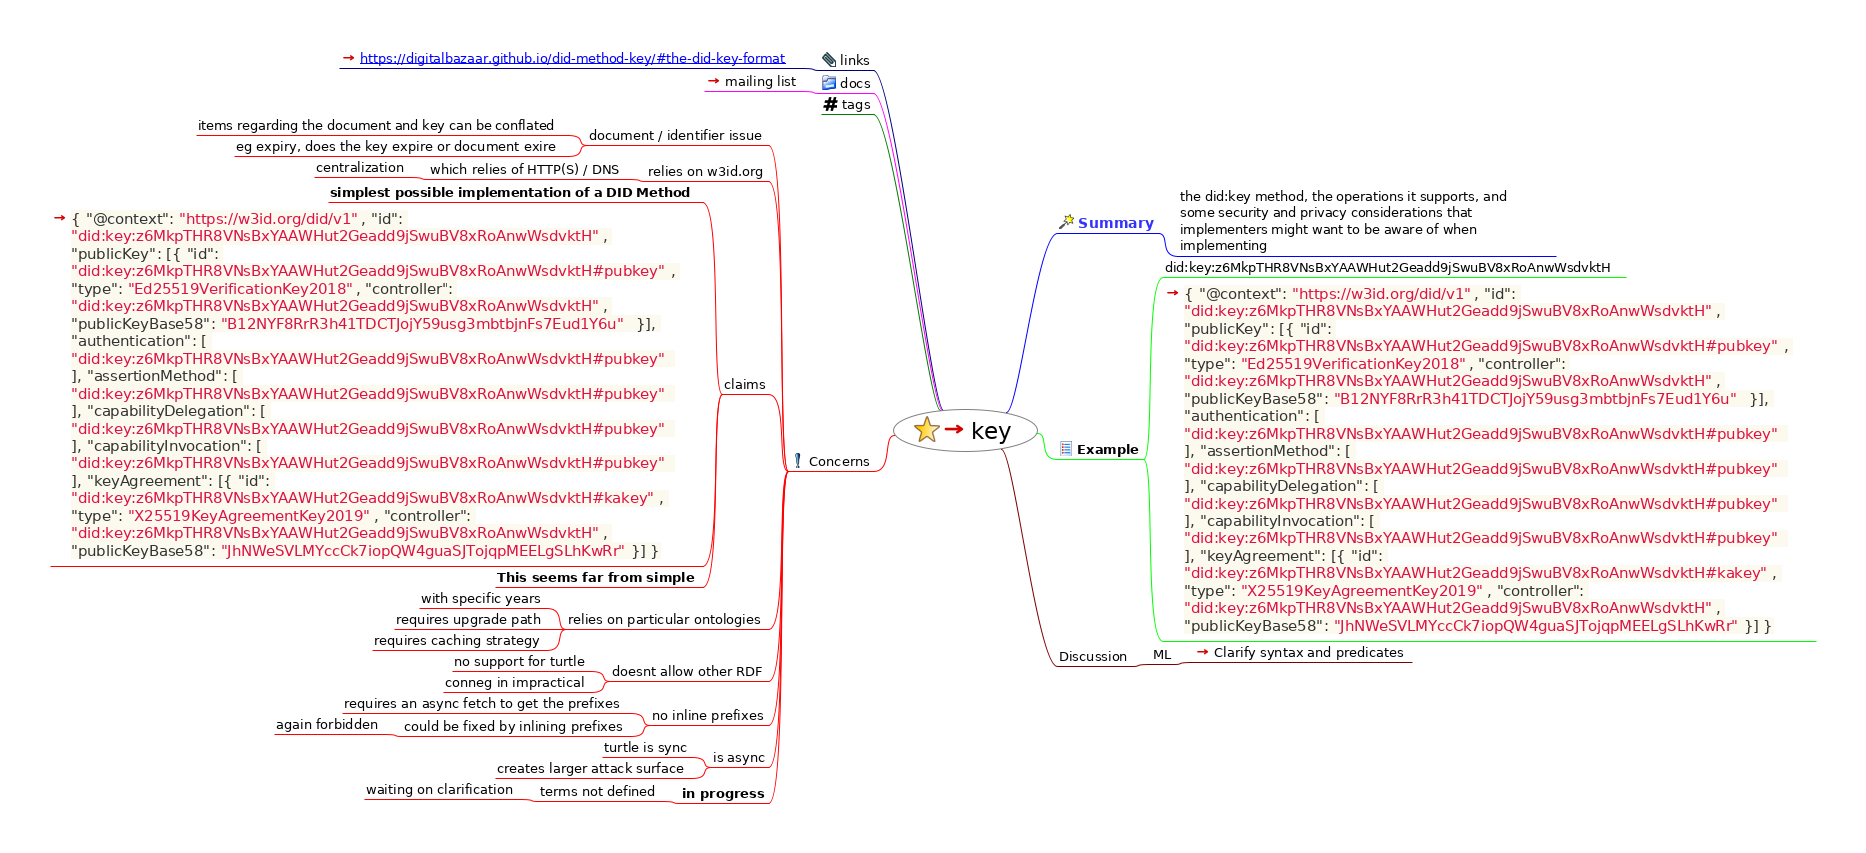 https://digitalbazaar.github.io/did-method-key/#the-did-key-format
links
mailing list
docs
tags
items regarding the document and key can be conflated
eg expiry, does the key expire or document exire
document / identifier issue
centralization
which relies of HTTP(S) / DNS
relies on w3id.org
simplest possible implementation of a DID Method
{ "@context": "https://w3id.org/did/v1" , "id":
"did:key:z6MkpTHR8VNsBxYAAWHut2Geadd9jSwuBV8xRoAnwWsdvktH" ,
"publicKey": [{ "id":
"did:key:z6MkpTHR8VNsBxYAAWHut2Geadd9jSwuBV8xRoAnwWsdvktH#pubkey" ,
"type": "Ed25519VerificationKey2018" , "controller":
"did:key:z6MkpTHR8VNsBxYAAWHut2Geadd9jSwuBV8xRoAnwWsdvktH" ,
"publicKeyBase58": "B12NYF8RrR3h41TDCTJojY59usg3mbtbjnFs7Eud1Y6u" }],
"authentication": [
"did:key:z6MkpTHR8VNsBxYAAWHut2Geadd9jSwuBV8xRoAnwWsdvktH#pubkey"
], "assertionMethod": [
"did:key:z6MkpTHR8VNsBxYAAWHut2Geadd9jSwuBV8xRoAnwWsdvktH#pubkey"
], "capabilityDelegation": [
"did:key:z6MkpTHR8VNsBxYAAWHut2Geadd9jSwuBV8xRoAnwWsdvktH#pubkey"
], "capabilityInvocation": [
"did:key:z6MkpTHR8VNsBxYAAWHut2Geadd9jSwuBV8xRoAnwWsdvktH#pubkey"
], "keyAgreement": [{ "id":
"did:key:z6MkpTHR8VNsBxYAAWHut2Geadd9jSwuBV8xRoAnwWsdvktH#kakey" ,
"type": "X25519KeyAgreementKey2019" , "controller":
"did:key:z6MkpTHR8VNsBxYAAWHut2Geadd9jSwuBV8xRoAnwWsdvktH" ,
"publicKeyBase58": "JhNWeSVLMYccCk7iopQW4guaSJTojqpMEELgSLhKwRr" }] }
This seems far from simple
claims
with specific years
requires upgrade path
requires caching strategy
relies on particular ontologies
no support for turtle
conneg in impractical
doesnt allow other RDF
requires an async fetch to get the prefixes
again forbidden
could be fixed by inlining prefixes
no inline prefixes
turtle is sync
creates larger attack surface
is async
waiting on clarification
terms not defined
in progress
Concerns
key
Summary
the did:key method, the operations it supports, and
some security and privacy considerations that
implementers might want to be aware of when
implementing
Example
did:key:z6MkpTHR8VNsBxYAAWHut2Geadd9jSwuBV8xRoAnwWsdvktH
{ "@context": "https://w3id.org/did/v1" , "id":
"did:key:z6MkpTHR8VNsBxYAAWHut2Geadd9jSwuBV8xRoAnwWsdvktH" ,
"publicKey": [{ "id":
"did:key:z6MkpTHR8VNsBxYAAWHut2Geadd9jSwuBV8xRoAnwWsdvktH#pubkey" ,
"type": "Ed25519VerificationKey2018" , "controller":
"did:key:z6MkpTHR8VNsBxYAAWHut2Geadd9jSwuBV8xRoAnwWsdvktH" ,
"publicKeyBase58": "B12NYF8RrR3h41TDCTJojY59usg3mbtbjnFs7Eud1Y6u" }],
"authentication": [
"did:key:z6MkpTHR8VNsBxYAAWHut2Geadd9jSwuBV8xRoAnwWsdvktH#pubkey"
], "assertionMethod": [
"did:key:z6MkpTHR8VNsBxYAAWHut2Geadd9jSwuBV8xRoAnwWsdvktH#pubkey"
], "capabilityDelegation": [
"did:key:z6MkpTHR8VNsBxYAAWHut2Geadd9jSwuBV8xRoAnwWsdvktH#pubkey"
], "capabilityInvocation": [
"did:key:z6MkpTHR8VNsBxYAAWHut2Geadd9jSwuBV8xRoAnwWsdvktH#pubkey"
], "keyAgreement": [{ "id":
"did:key:z6MkpTHR8VNsBxYAAWHut2Geadd9jSwuBV8xRoAnwWsdvktH#kakey" ,
"type": "X25519KeyAgreementKey2019" , "controller":
"did:key:z6MkpTHR8VNsBxYAAWHut2Geadd9jSwuBV8xRoAnwWsdvktH" ,
"publicKeyBase58": "JhNWeSVLMYccCk7iopQW4guaSJTojqpMEELgSLhKwRr" }] }
Discussion
ML
Clarify syntax and predicates